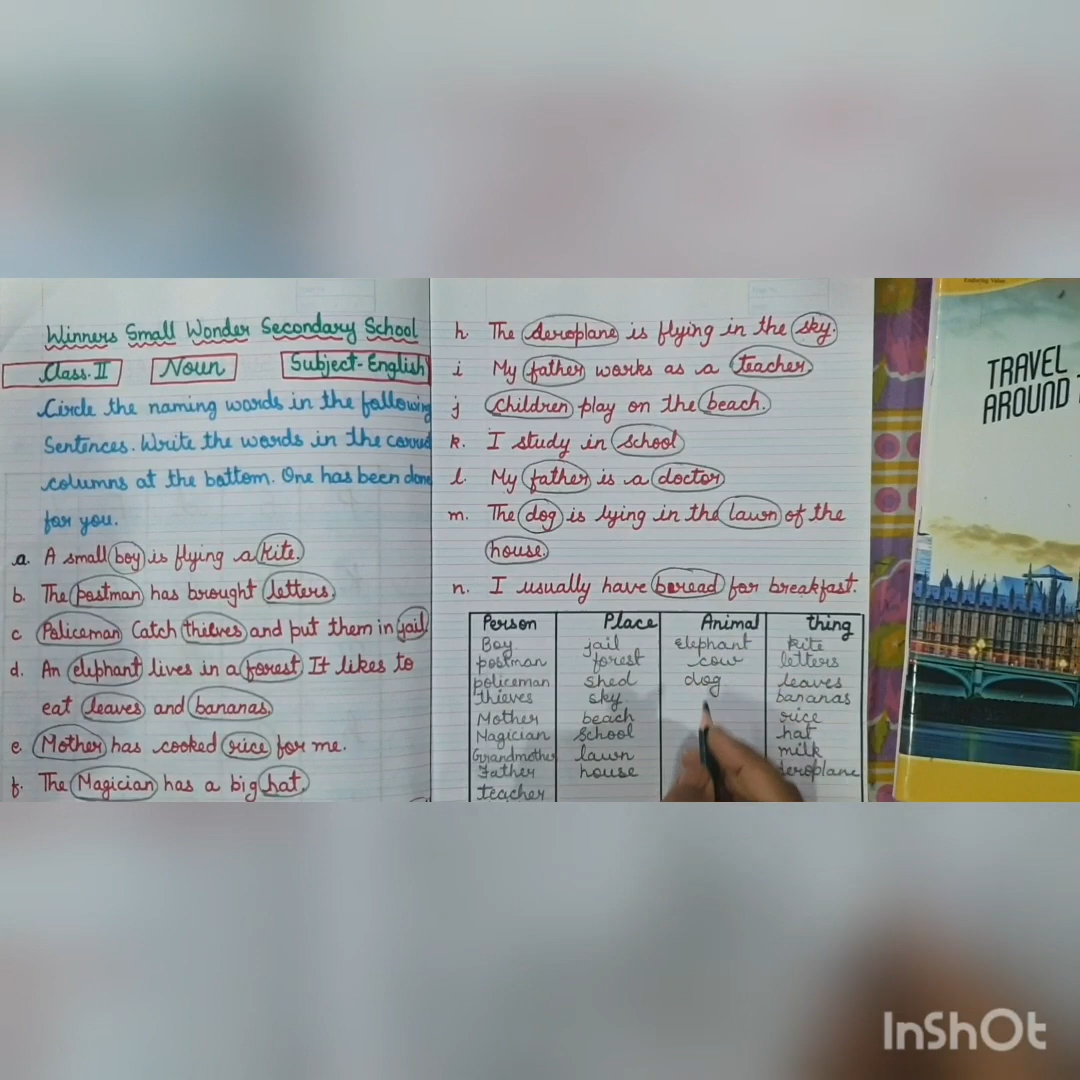 Winners Small Wonder Secondary School
Class-II Noun Subject-English
Circle the naming words in the following
Sentences. Write the words in the
columns at the bottom. One has been done
for you.
a. A small boy is flying a kite.
b. The postman has brought letters.
c Policeman Catch thieves and put them in jail
d. An elephant lives in a forest It likes to
eat leaves and bananas.
e. Mother has cooked rice for me.
f. The Magician has a big hat.
h. The Aeroplane is flying in the sky.
i My father works as a teacher
j Children play on the beach.
k. I study in school
l. My father is a doctor
m. The dog is lying in the lawn of the
house.
n. I usually have boread for breakfast.
Person Place Animal thing
Boy jail elephant kite
postman forest cow letters
policeman shed dog leaves
thieves sky bananas
Mother beach rice
Magician School hat
Grandmother lawn milk
Father house Aeroplane
teacher
TRAVEL
AROUND
InShOt